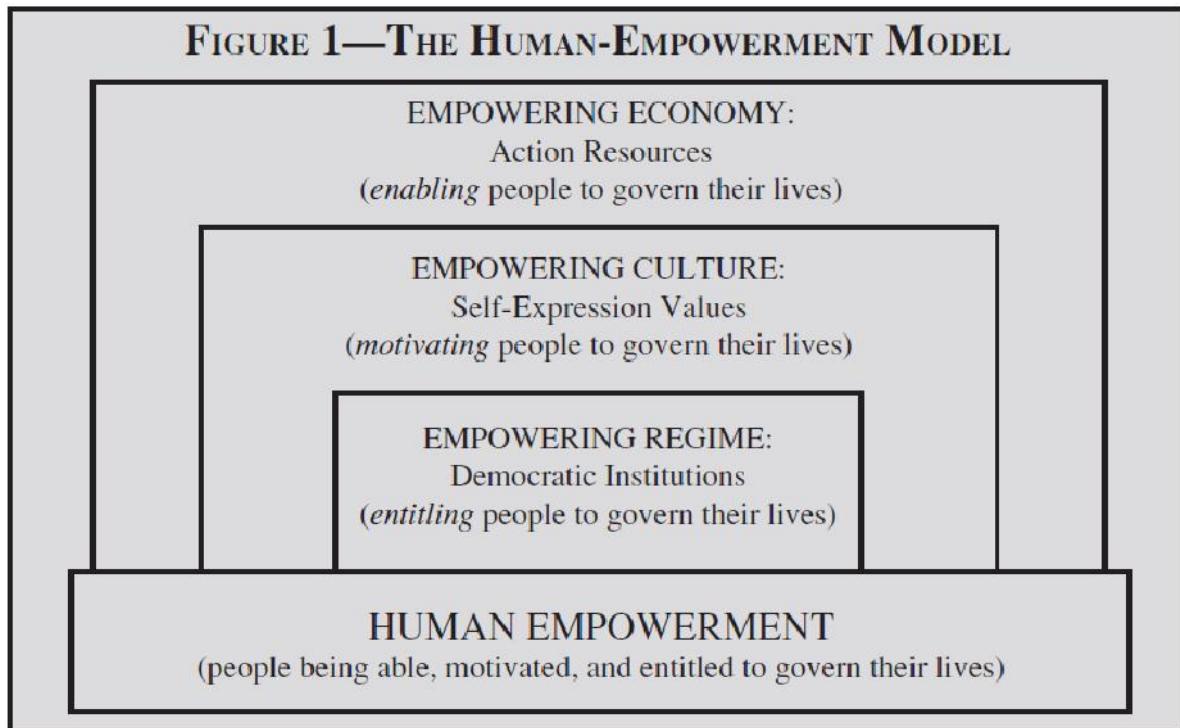 FIGURE 1—THE HUMAN-EMPOWERMENT MODEL
EMPOWERING ECONOMY:
Action Resources
(enabling people to govern their lives)
EMPOWERING CULTURE:
Self-Expression Values
(motivating people to govern their lives)
EMPOWERING REGIME:
Democratic Institutions
(entitling people to govern their lives)
HUMAN EMPOWERMENT
(people being able, motivated, and entitled to govern their lives)